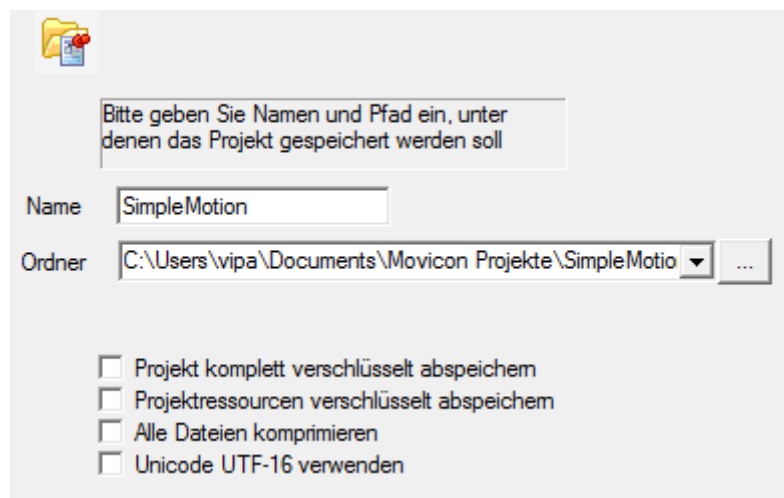 Bitte geben Sie Namen und Pfad ein, unter
denen das Projekt gespeichert werden soll
Name SimpleMotion
Ordner C:\Users\vipa\Documents\Movicon Projekte\SimpleMotio ...
Projekt komplett verschlüsselt abspeichern
Projektressourcen verschlüsselt abspeichern
Alle Dateien komprimieren
Unicode UTF-16 verwenden